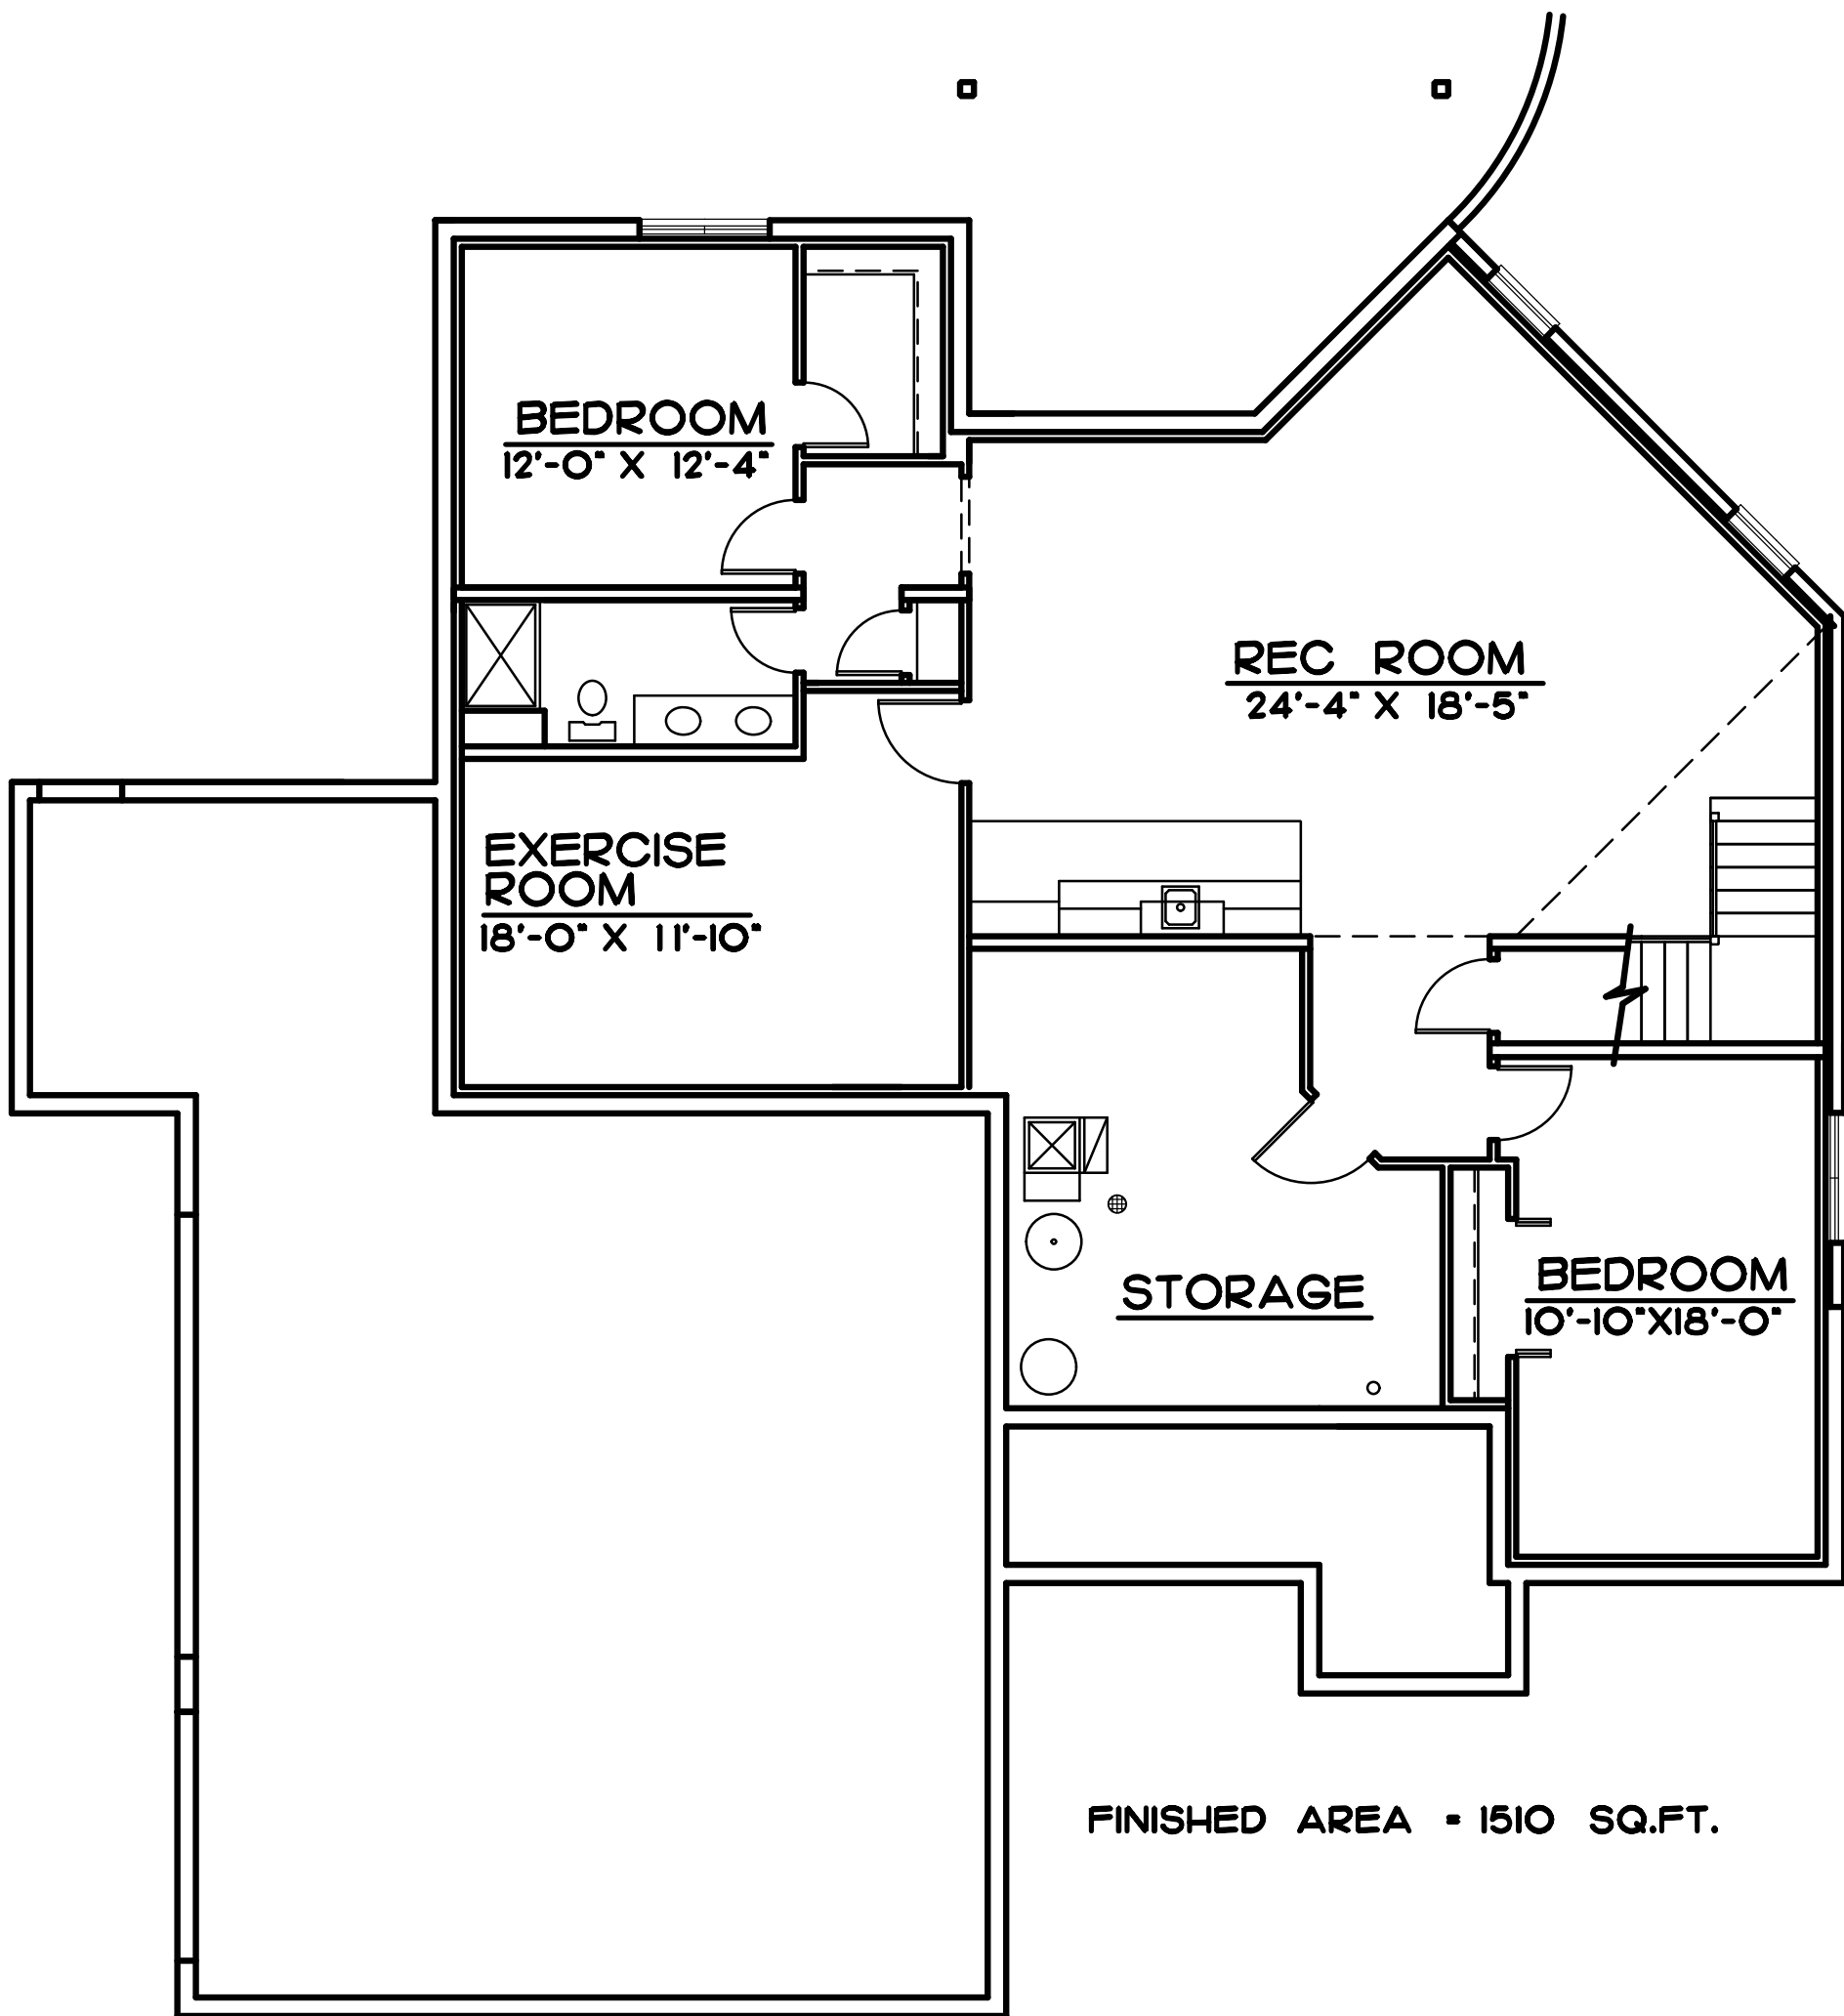 BEDROOM
12'-0" X 12'-4"
REC ROOM
24'-4" X 18'-5"
EXERCISE
ROOM
18'-0" X 11'-10"
STORAGE
BEDROOM
10'-10"X18'-0"
FINISHED AREA = 1510 SQ.FT.